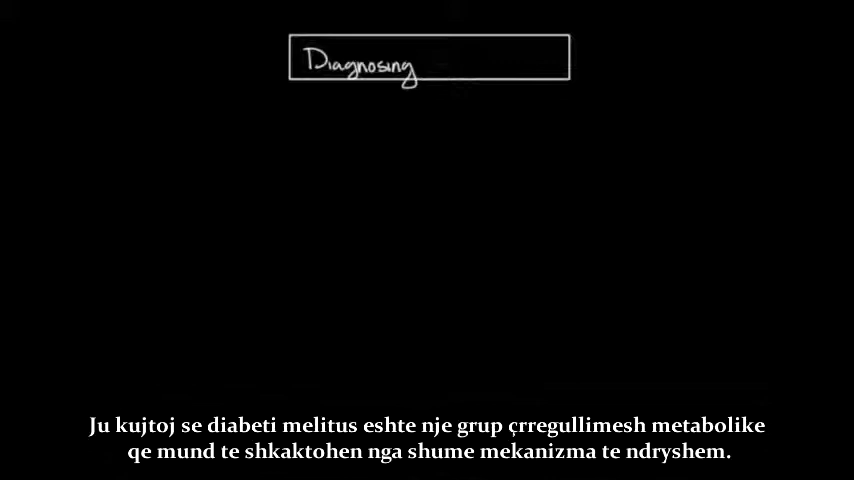 Diagnosing
Ju kujtoj se diabeti melitus eshte nje grup çrregullimesh metabolike
qe mund te shkaktohen nga shume mekanizma te ndryshem.